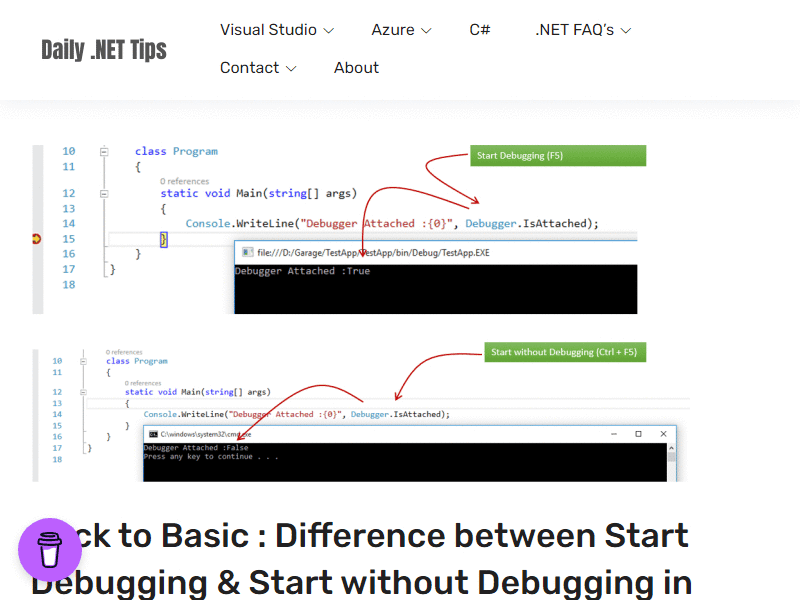 Daily .NET Tips
Visual Studio
Azure
C#
.NET FAQ's
Contact
About
10 class Program
11 {
0 references
12 static void Main(string[] args)
13 {
14 Console.WriteLine("Debugger Attached :{0}", Debugger.IsAttached);
15 }
16 }
17 }
18
Start Debugging (F5)
file:///D:/Garage/TestApp/TestApp/bin/Debug/TestApp.EXE
Debugger Attached :True
0 references
10 class Program
11 {
0 references
12 static void Main(string[] args)
13 {
14 Console.WriteLine("Debugger Attached :{0}", Debugger.IsAttached);
15 }
16 }
17 }
18
Start without Debugging (Ctrl + F5)
C:\windows\system32\cmd.exe
Debugger Attached :False
Press any key to continue . . .
ck to Basic : Difference between Start
Debugging & Start without Debugging in